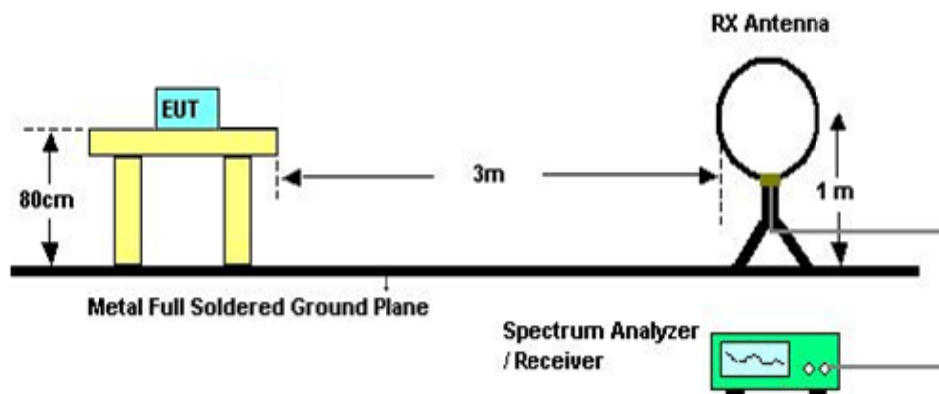 RX Antenna
EUT
3m
80cm
1 m
Metal Full Soldered Ground Plane
Spectrum Analyzer
/ Receiver